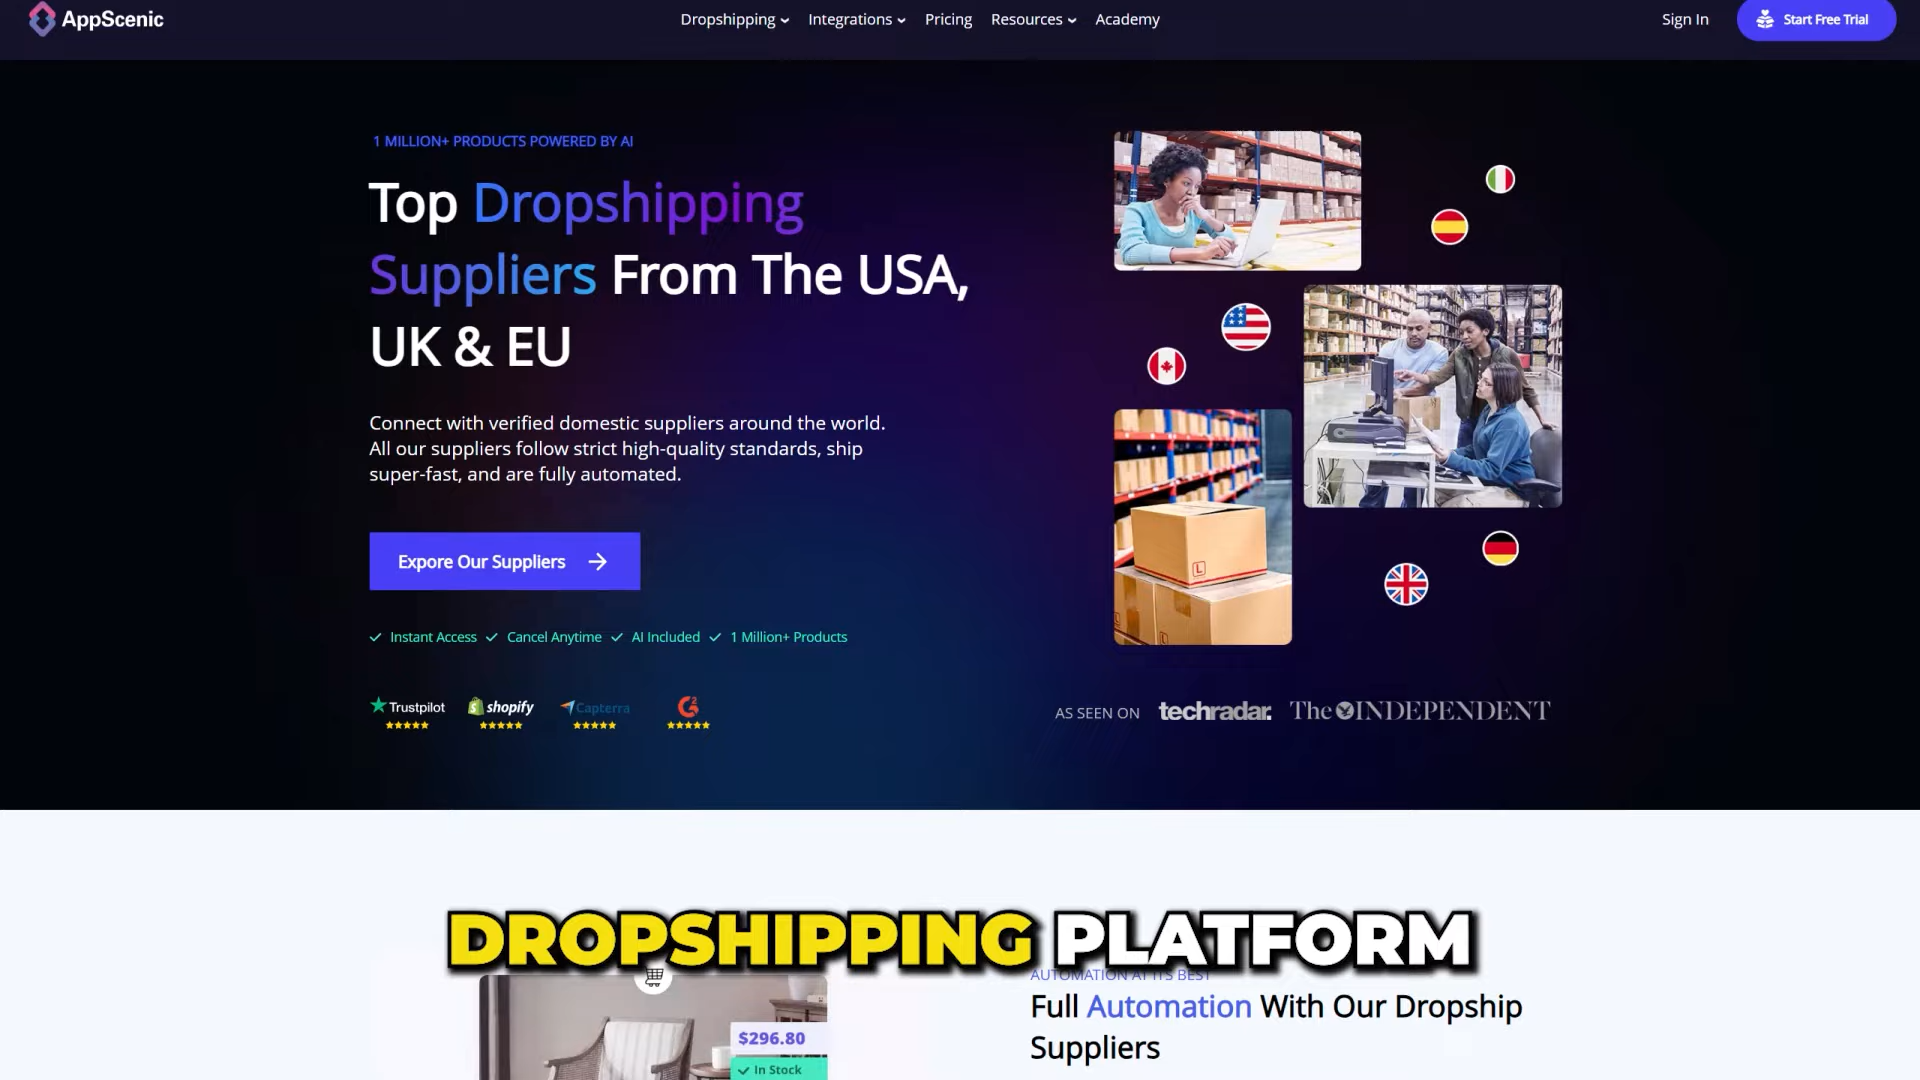 AppScenic
Dropshipping
Integrations
Pricing
Resources
Academy
Sign In
Start Free Trial
1 MILLION+ PRODUCTS POWERED BY AI
Top Dropshipping
Suppliers From The USA,
UK & EU
Connect with verified domestic suppliers around the world.
All our suppliers follow strict high-quality standards, ship
super-fast, and are fully automated.
Expore Our Suppliers
Instant Access
Cancel Anytime
AI Included
1 Million+ Products
Trustpilot
shopify
Capterra
G2
AS SEEN ON
techradar.
The INDEPENDENT
L
L
L
DROPSHIPPING PLATFORM
AUTOMATION AT ITS BEST
Full Automation With Our Dropship
Suppliers
$296.80
In Stock